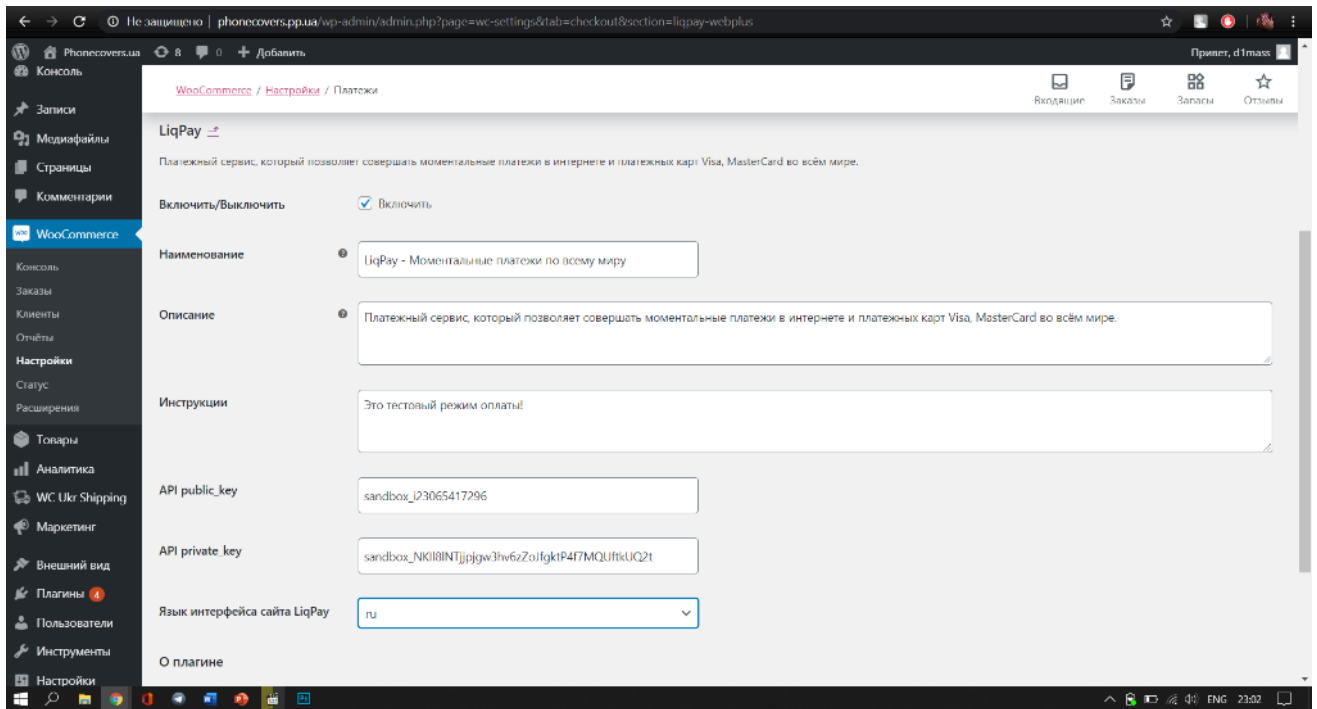 Не защищено | phonecovers.pp.ua/wp-admin/admin.php?page=wc-settings&tab=checkout&section=liqpay-webplus
Phonecovers.ua 8 0 Добавить Привет, d1mass
Консоль
Записи
Медиафайлы
Страницы
Комментарии
WooCommerce
Консоль
Заказы
Клиенты
Отчёты
Настройки
Статус
Расширения
Товары
Аналитика
WC Ukr Shipping
Маркетинг
Внешний вид
Плагины 4
Пользователи
Инструменты
Настройки
WooCommerce / Настройки / Платежи
Входящие Заказы Запасы Отзывы
LiqPay
Платежный сервис, который позволяет совершать моментальные платежи в интернете и платежных карт Visa, MasterCard во всём мире.
Включить/Выключить Включить
Наименование LiqPay - Моментальные платежи по всему миру
Описание Платежный сервис, который позволяет совершать моментальные платежи в интернете и платежных карт Visa, MasterCard во всём мире.
Инструкции Это тестовый режим оплаты!
API public_key sandbox_i23065417296
API private_key
Язык интерфейса сайта LiqPay ru
О плагине
ENG 23:02